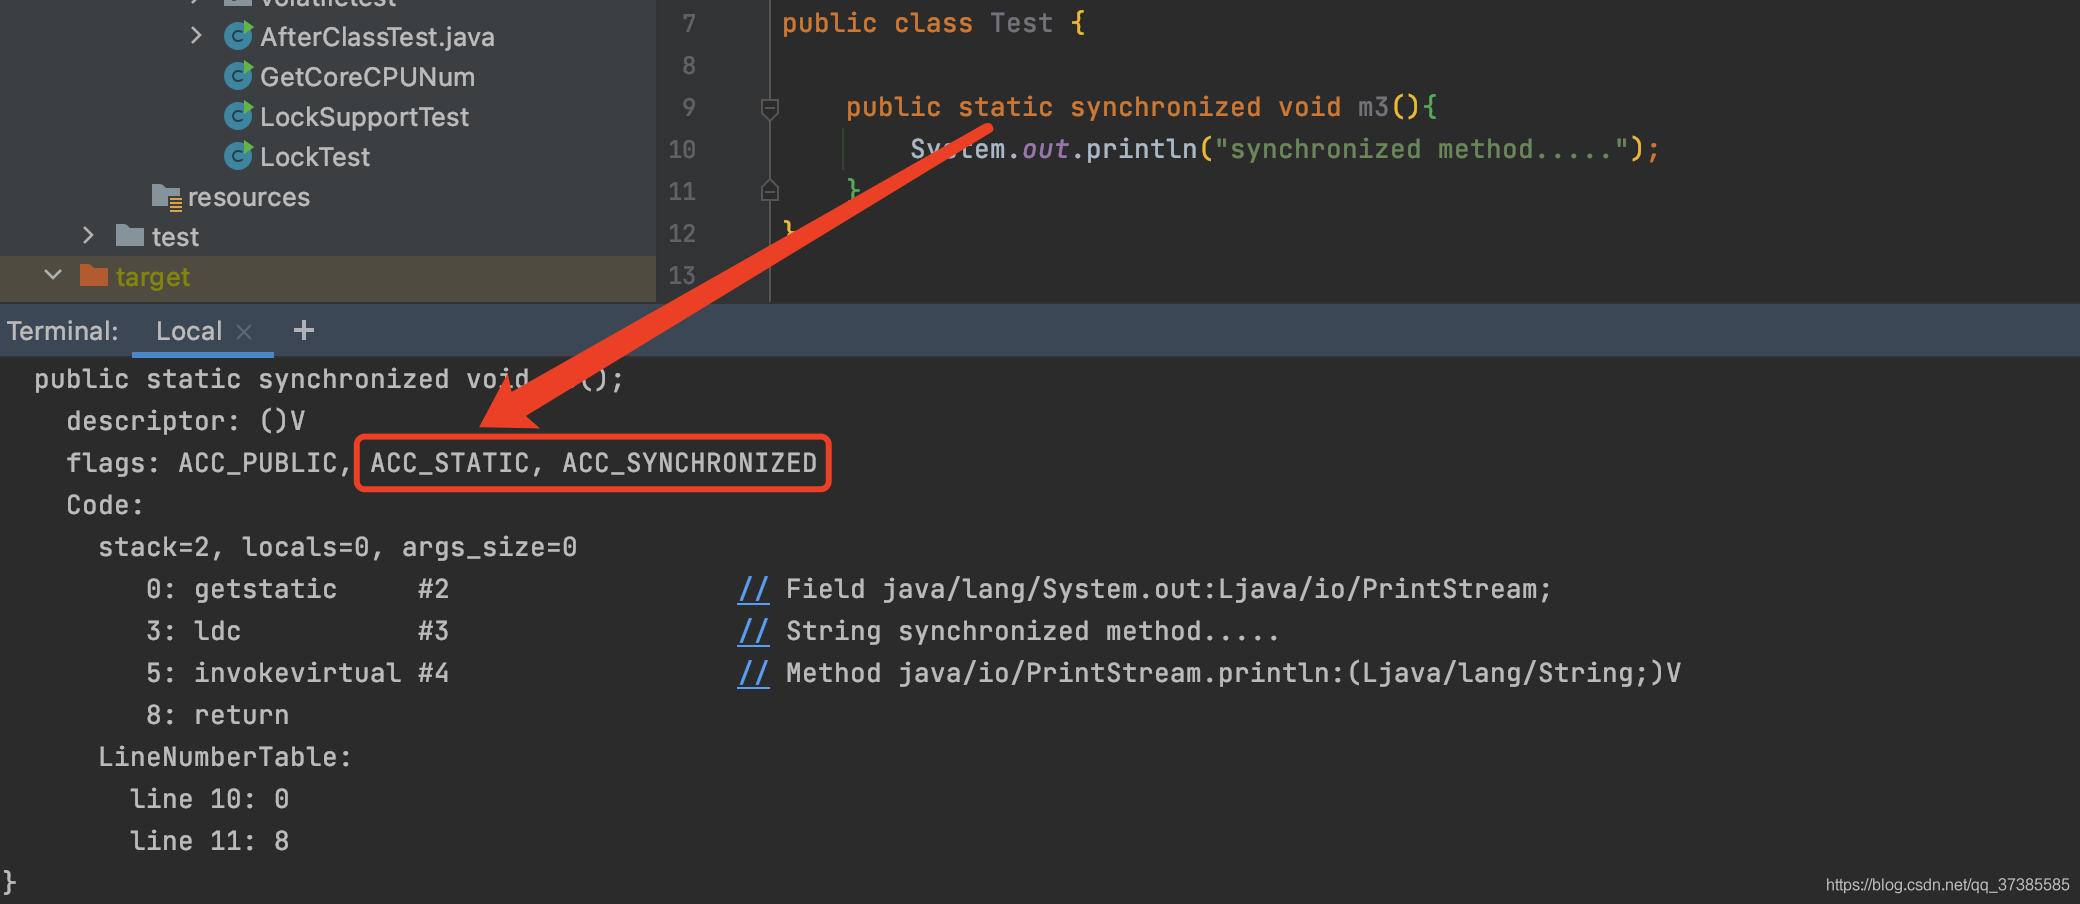 volatiletest
AfterClassTest.java
GetCoreCPUNum
LockSupportTest
LockTest
resources
test
target
7 public class Test {
8
9 public static synchronized void m3(){
10 System.out.println("synchronized method.....");
11 }
12 }
13
Terminal: Local × +
public static synchronized void ();
descriptor: ()V
flags: ACC_PUBLIC, ACC_STATIC, ACC_SYNCHRONIZED
Code:
stack=2, locals=0, args_size=0
0: getstatic #2 // Field java/lang/System.out:Ljava/io/PrintStream;
3: ldc #3 // String synchronized method.....
5: invokevirtual #4 // Method java/io/PrintStream.println:(Ljava/lang/String;)V
8: return
LineNumberTable:
line 10: 0
line 11: 8
}
https://blog.csdn.net/qq_37385585